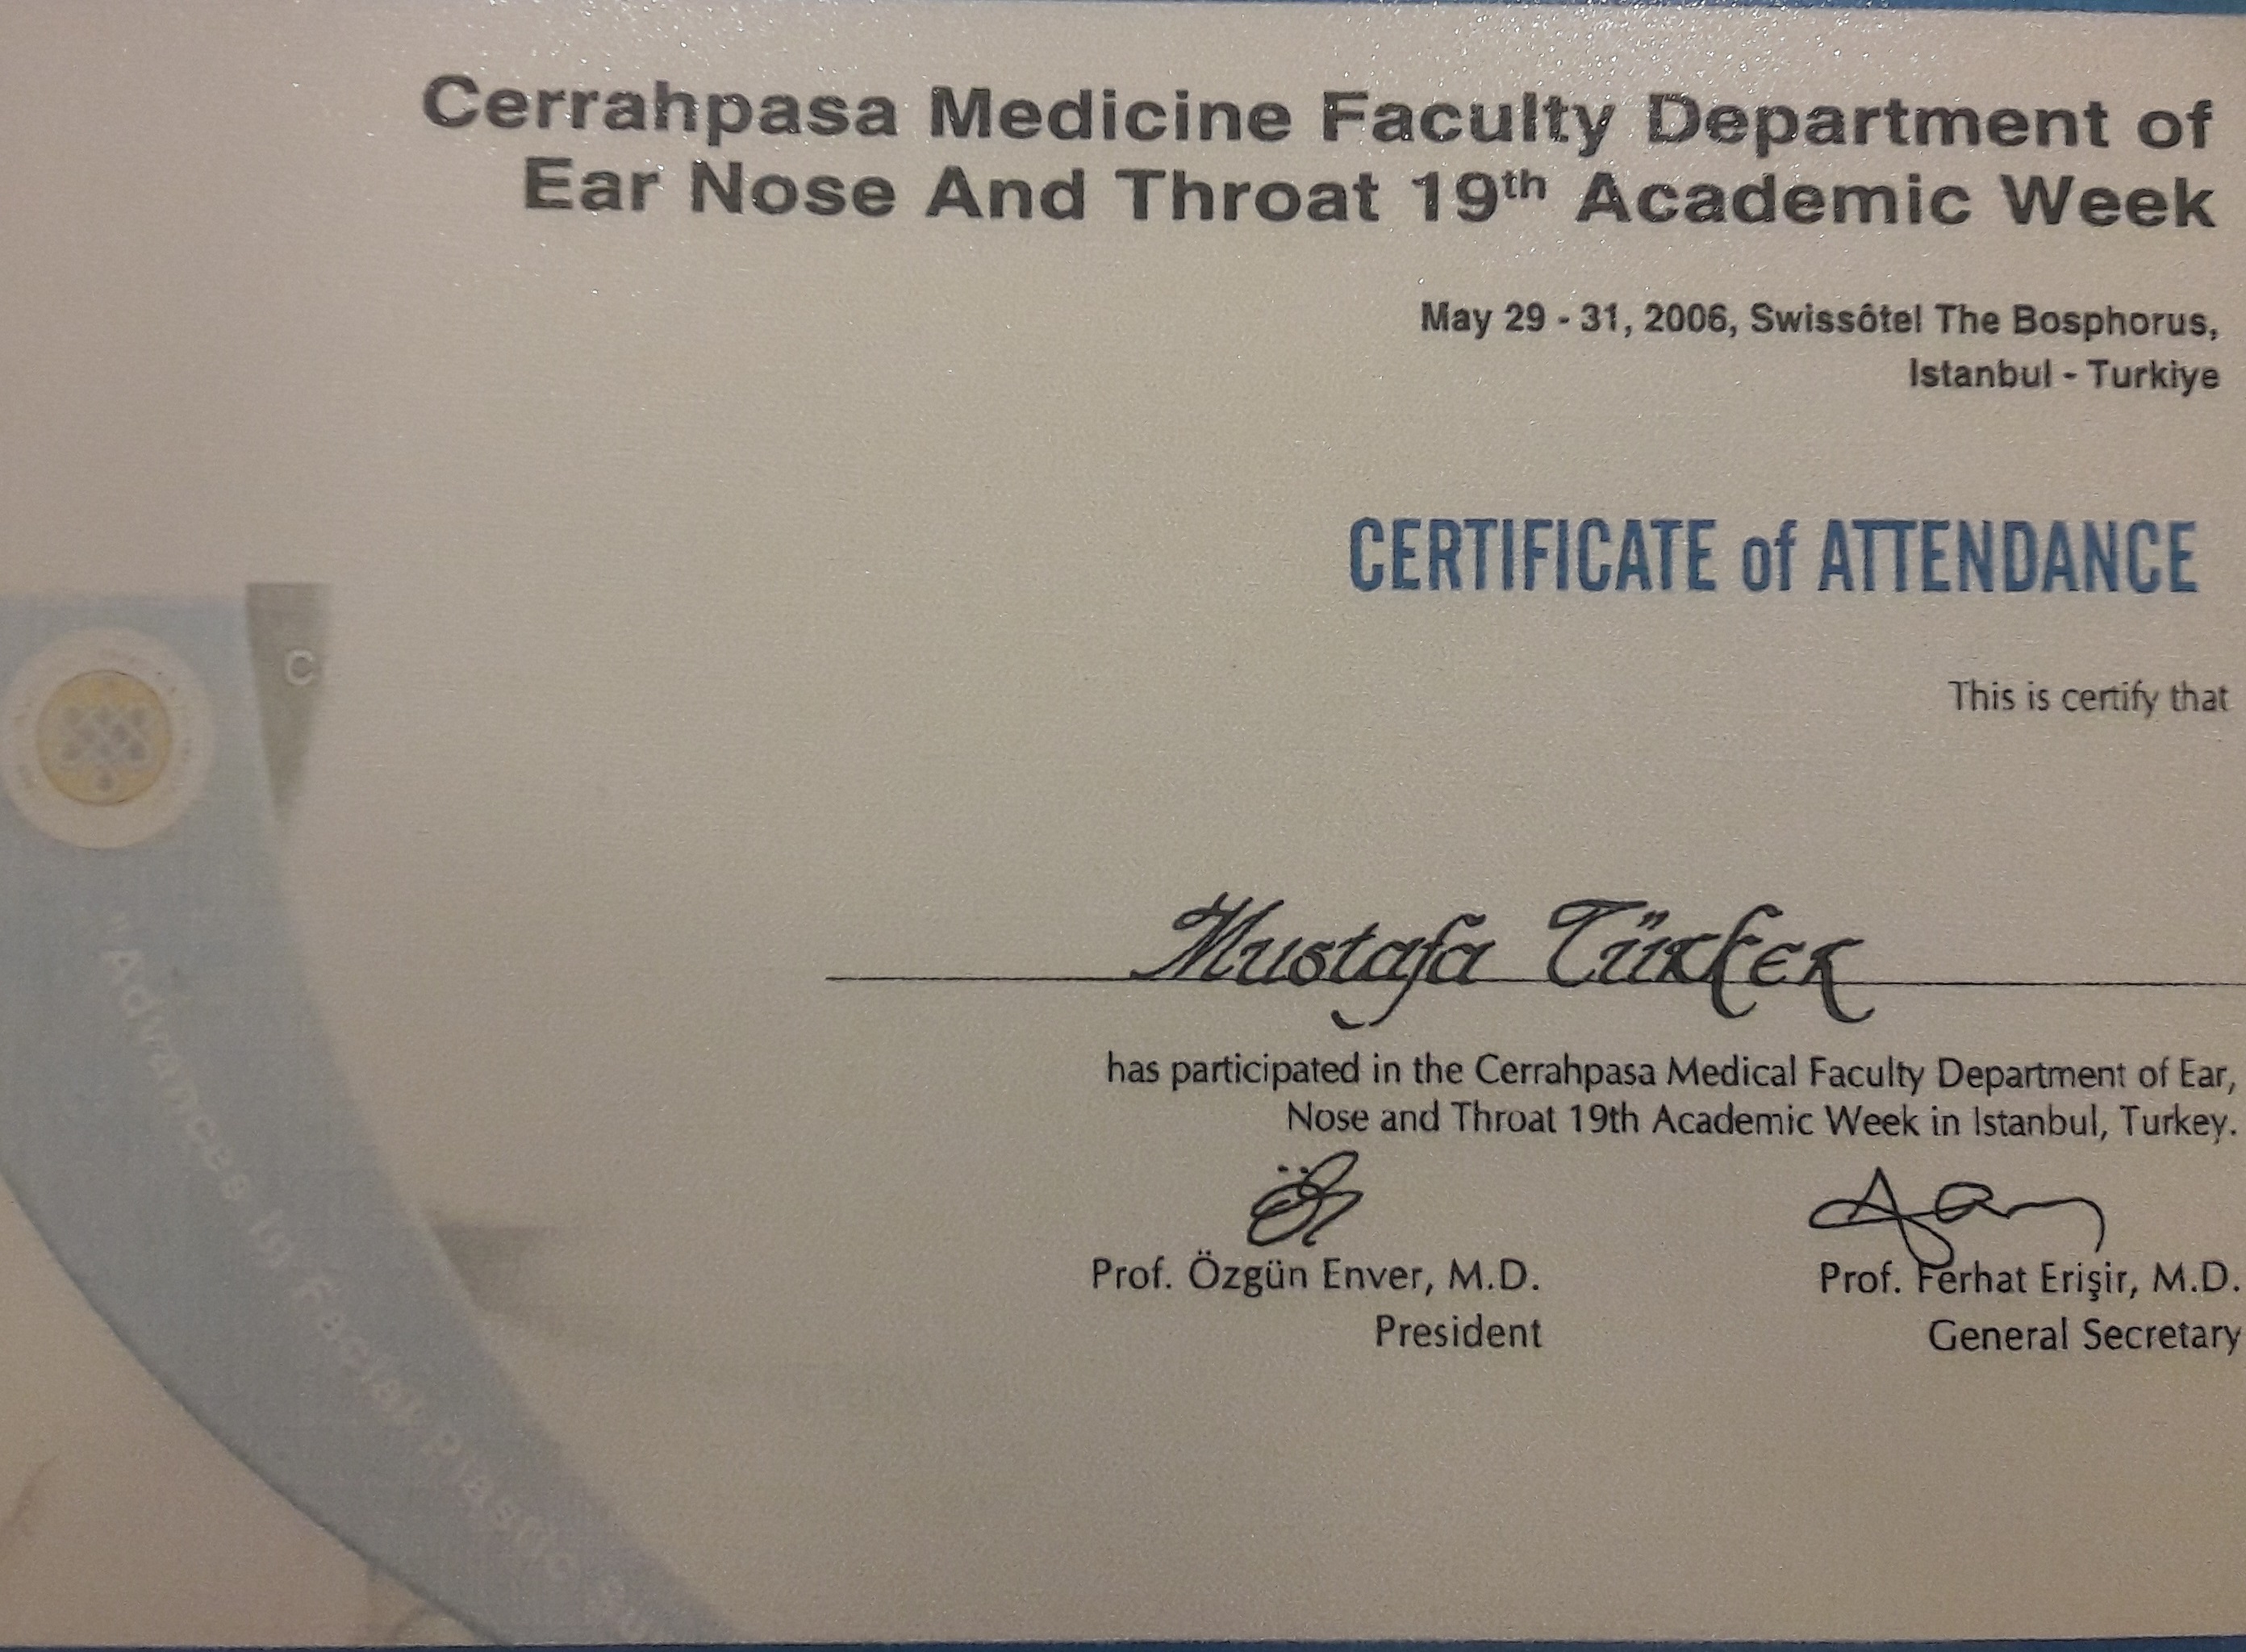 Cerrahpasa Medicine Faculty Department of
Ear Nose And Throat 19th Academic Week
May 29 - 31, 2006, Swissôtel The Bosphorus,
Istanbul - Turkiye
CERTIFICATE of ATTENDANCE
This is certify that
C
Mustafa Türker
has participated in the Cerrahpasa Medical Faculty Department of Ear,
Nose and Throat 19th Academic Week in Istanbul, Turkey.
Prof. Özgün Enver, M.D.
President
Prof. Ferhat Erişir, M.D.
General Secretary
"Advances In Facial Plastic